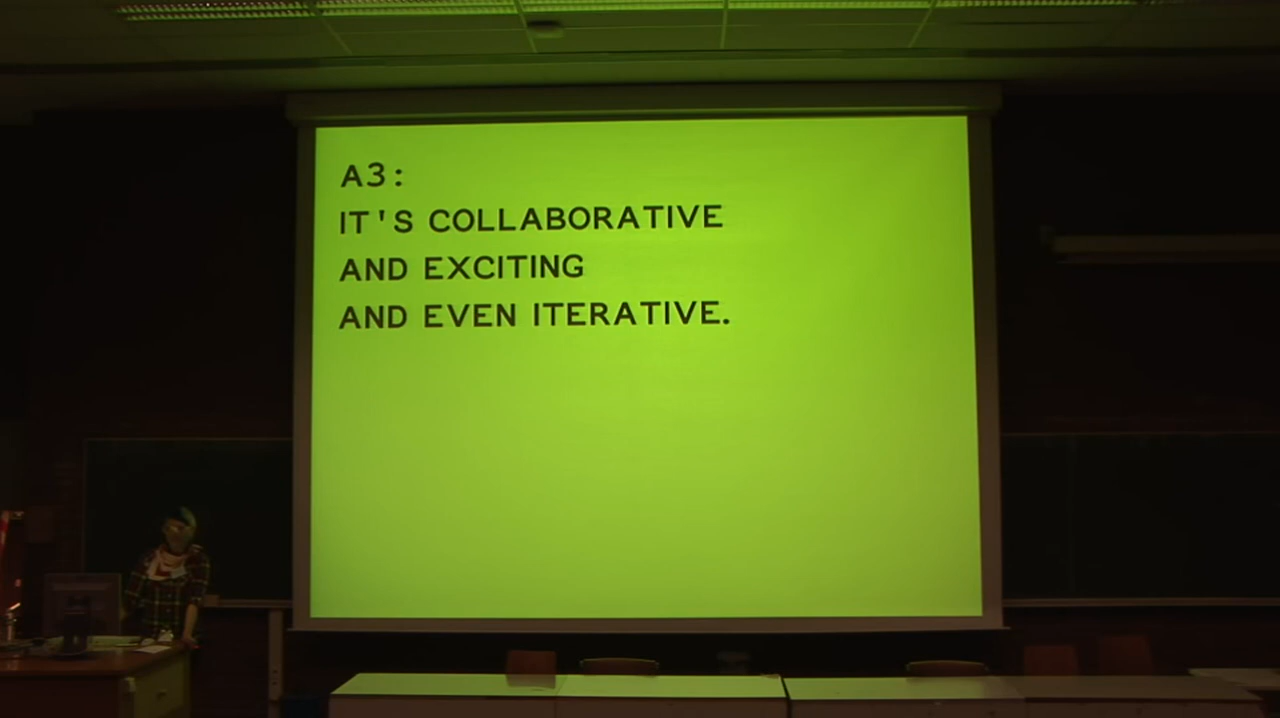 A3:
IT'S COLLABORATIVE
AND EXCITING
AND EVEN ITERATIVE.